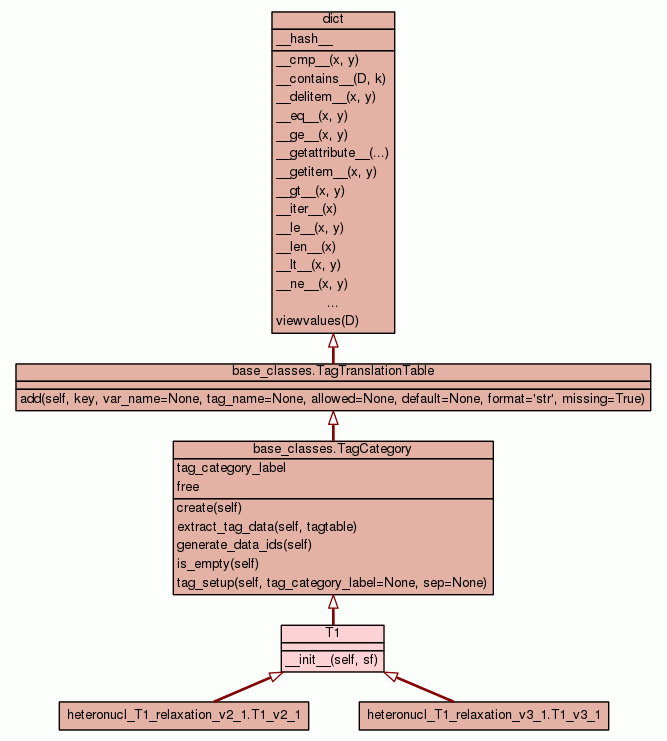 dict
__hash__
__cmp__(x, y)
__contains__(D, k)
__delitem__(x, y)
__eq__(x, y)
__ge__(x, y)
__getattribute__(...)
__getitem__(x, y)
__gt__(x, y)
__iter__(x)
__le__(x, y)
__len__(x)
__lt__(x, y)
__ne__(x, y)
...
viewvalues(D)
base_classes.TagTranslationTable
add(self, key, var_name=None, tag_name=None, allowed=None, default=None, format='str', missing=True)
base_classes.TagCategory
tag_category_label
free
create(self)
extract_tag_data(self, tagtable)
generate_data_ids(self)
is_empty(self)
tag_setup(self, tag_category_label=None, sep=None)
T1
__init__(self, sf)
heteronucl_T1_relaxation_v2_1.T1_v2_1
heteronucl_T1_relaxation_v3_1.T1_v3_1